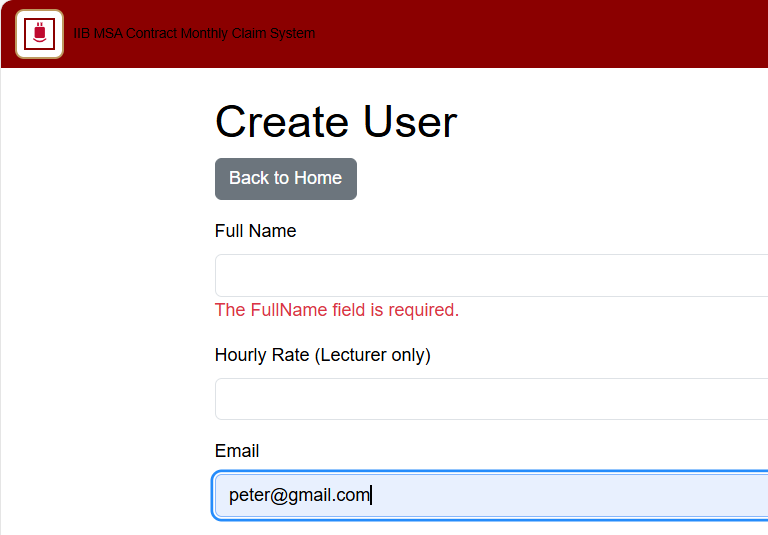 IIB MSA Contract Monthly Claim System
Create User
Back to Home
Full Name
The FullName field is required.
Hourly Rate (Lecturer only)
Email
peter@gmail.com